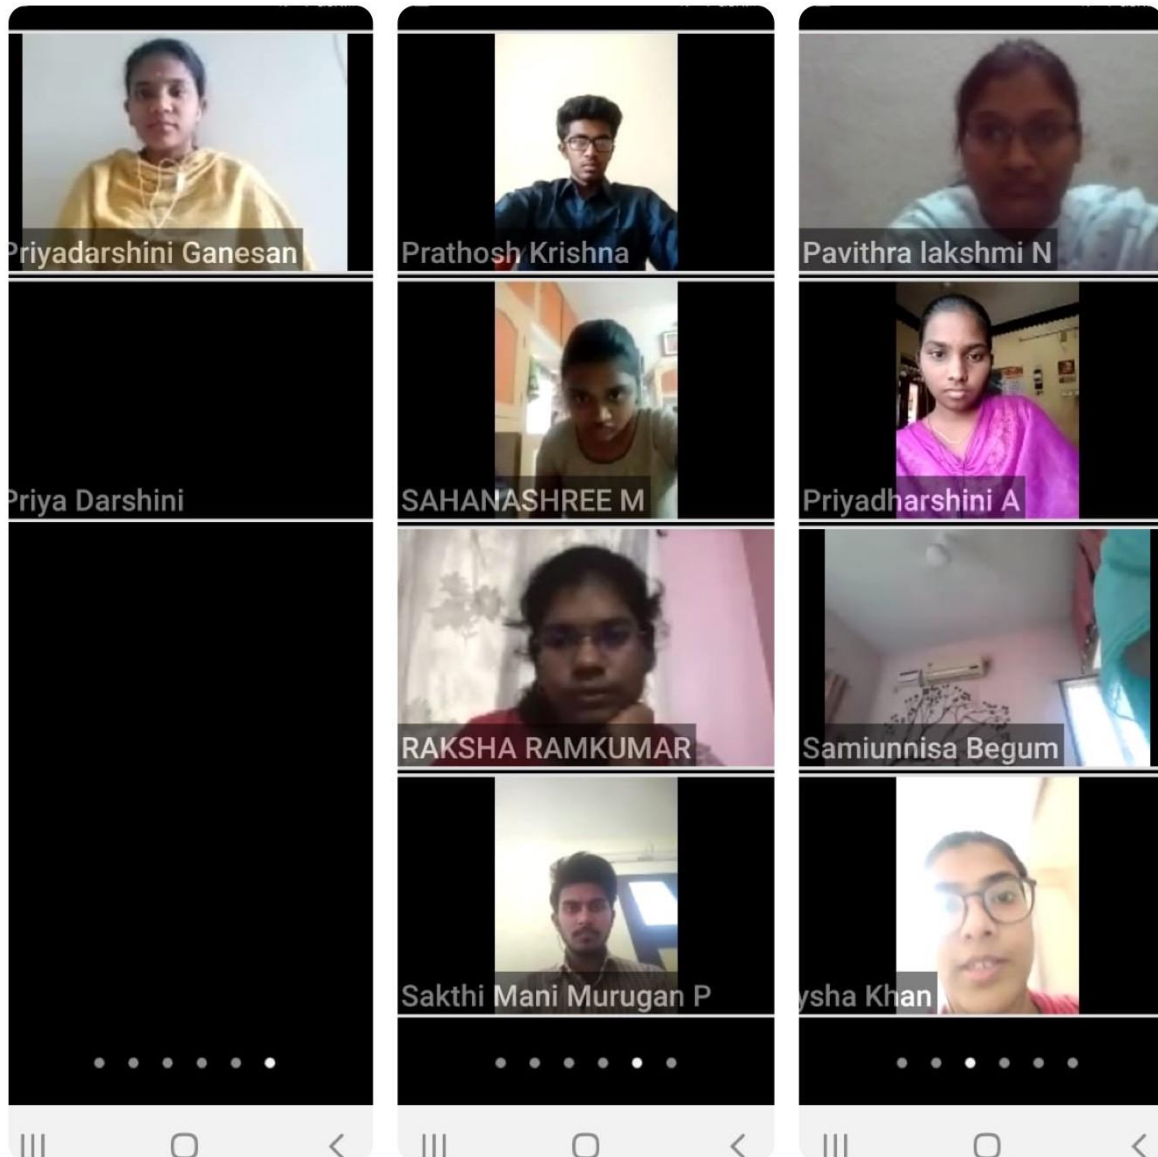 Priyadarshini Ganesan
Priya Darshini
Prathosh Krishna
SAHANASHREE M
RAKSHA RAMKUMAR
Sakthi Mani Murugan P
Pavithra lakshmi N
Priyadharshini A
Samiunnisa Begum
ysha Khan